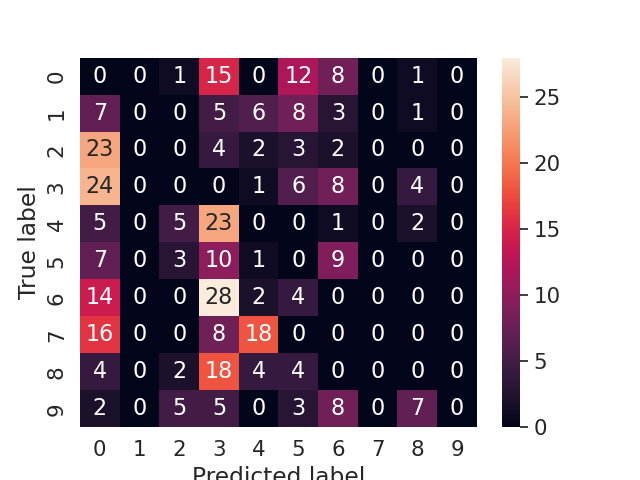 0 0 0 1 15 0 12 8 0 1 0
1 7 0 0 5 6 8 3 0 1 0
2 23 0 0 4 2 3 2 0 0 0
3 24 0 0 0 1 6 8 0 4 0
4 5 0 5 23 0 0 1 0 2 0
5 7 0 3 10 1 0 9 0 0 0
6 14 0 0 28 2 4 0 0 0 0
7 16 0 0 8 18 0 0 0 0 0
8 4 0 2 18 4 4 0 0 0 0
9 2 0 5 5 0 3 8 0 7 0
0 1 2 3 4 5 6 7 8 9
Predicted label
True label
25
20
15
10
5
0